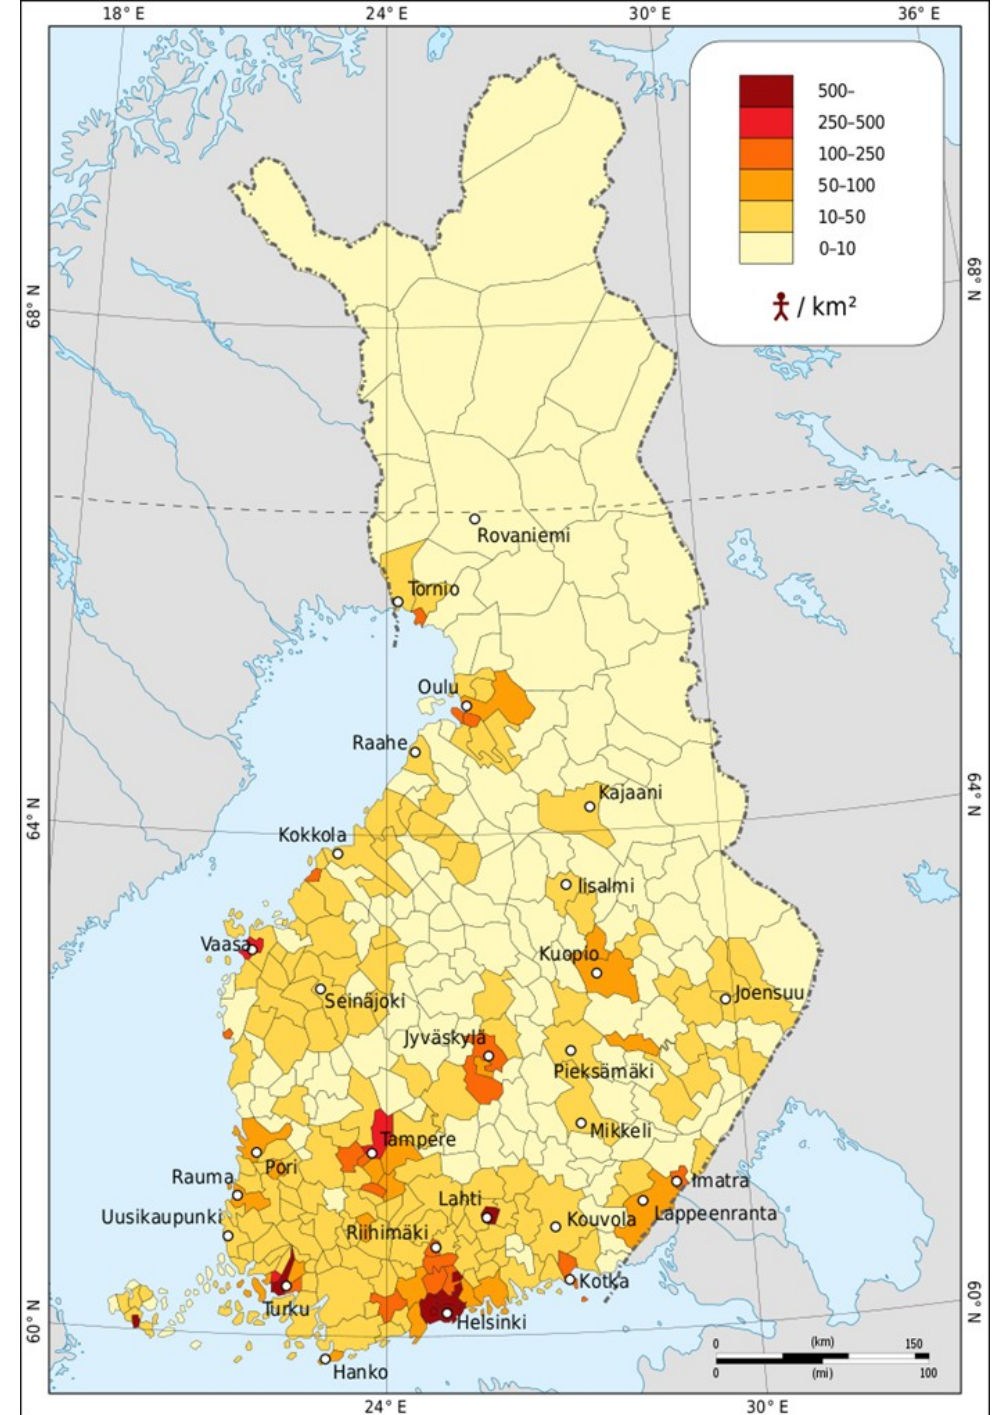 18° E
24° E
30° E
36° E
500–
250–500
100–250
50–100
10–50
0–10
/ km²
68° N
68° N
Rovaniemi
Tornio
Oulu
Raahe
Kajaani
64° N
64° N
Kokkola
Iisalmi
Vaasa
Kuopio
Seinäjoki
Joensuu
Jyväskylä
Pieksämäki
Mikkeli
Tampere
Pori
Rauma
Imatra
Lahti
Lappeenranta
Uusikaupunki
Kouvola
Riihimäki
Kotka
Turku
Helsinki
60° N
60° N
0 (km) 150
0 (mi) 100
Hanko
24° E
30° E